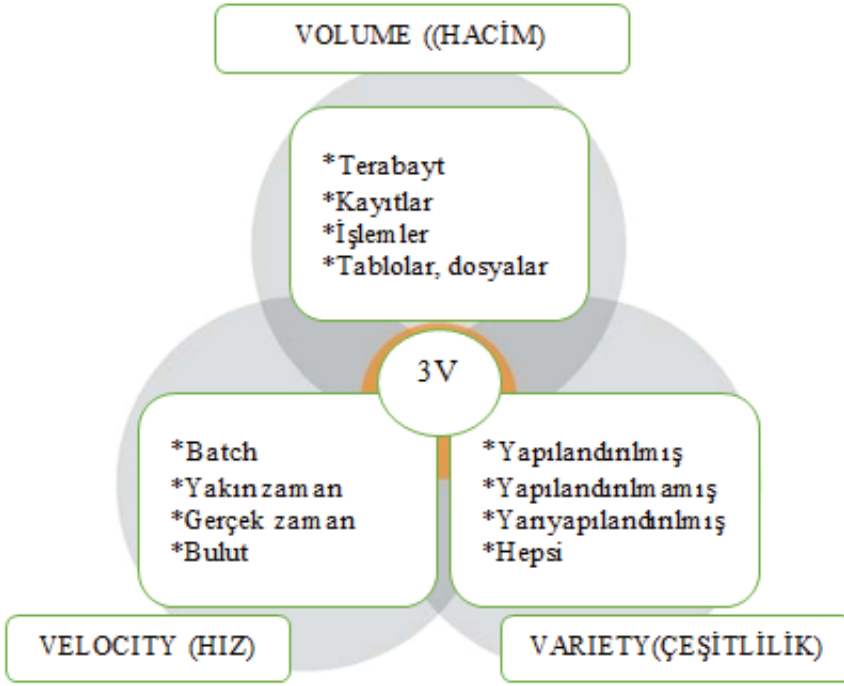 VOLUME ((HACİM)
*Terabayt
*Kayıtlar
*İşlemler
*Tablolar, dosyalar
3V
*Batch
*Yakınzaman
*Gerçek zaman
*Bulut
*Yapılandırılmış
*Yapılandırılmamış
*Yarıyapılandırılmış
*Hepsi
VELOCITY (HIZ)
VARIETY(ÇEŞİTLİLİK)